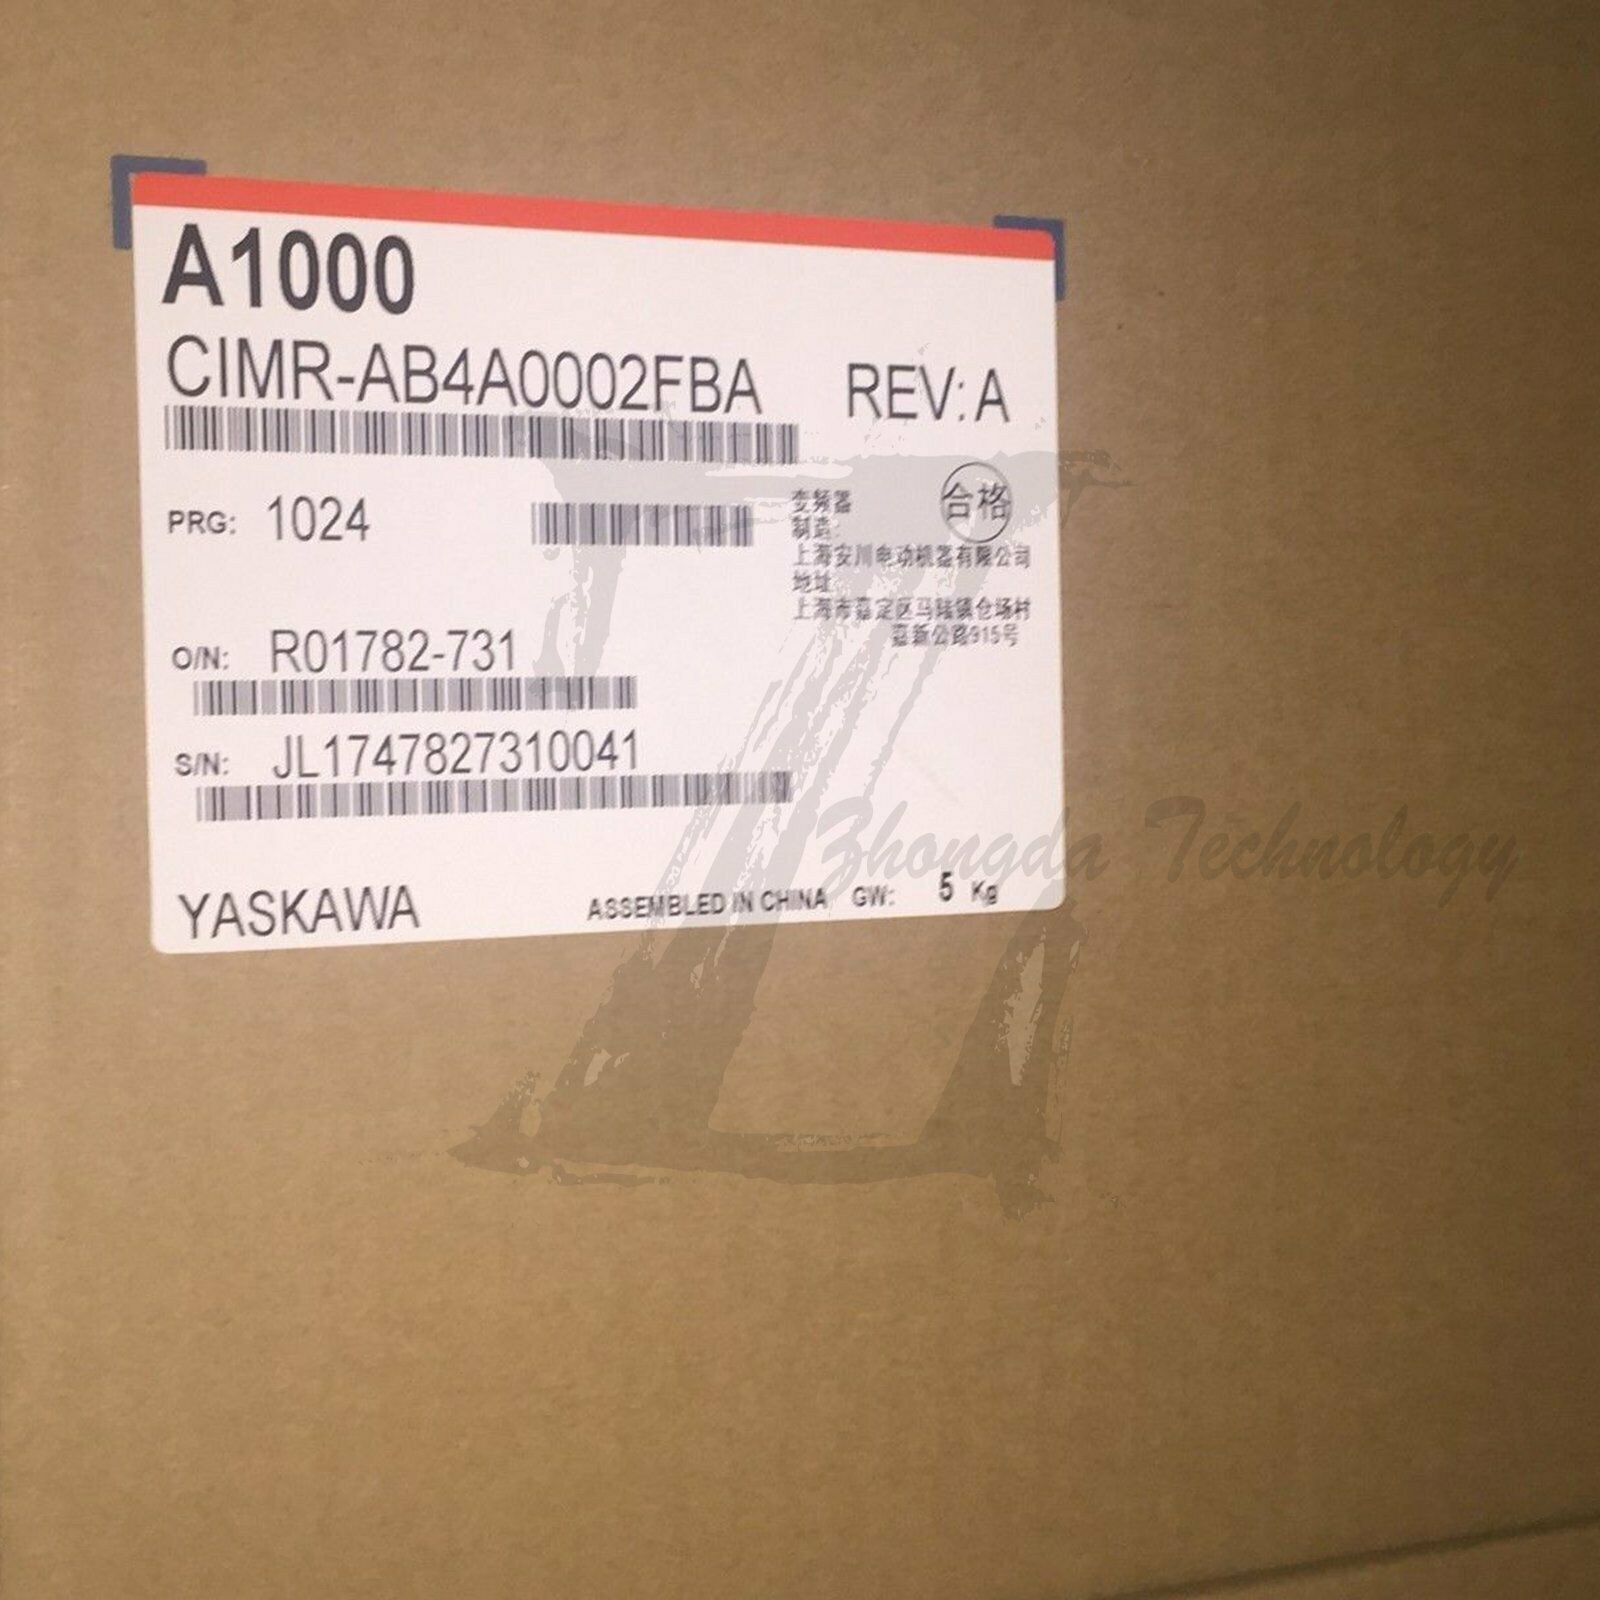 A1000
CIMR-AB4A0002FBA REV: A
PRG: 1024
变频器 合格
制造:
上海安川电动机器有限公司
地址
上海市嘉定区马陆镇仓场村
嘉新公路915号
O/N: R01782-731
S/N: JL1747827310041
Zhongda Technology
YASKAWA ASSEMBLED IN CHINA GW: 5 Kg